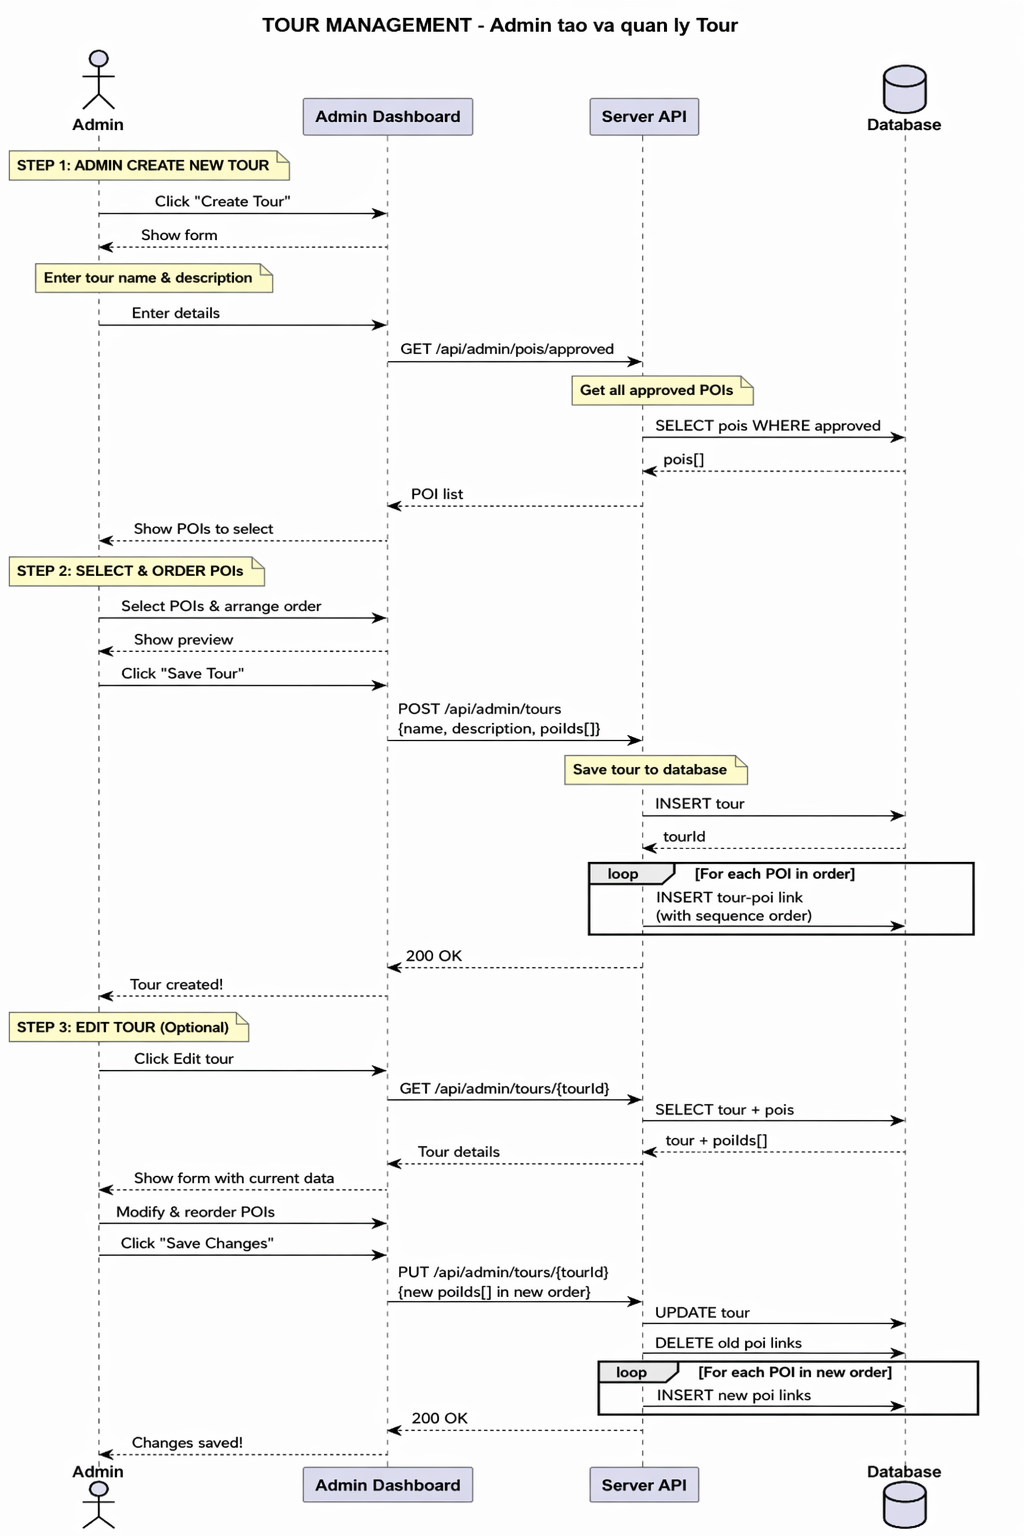 TOUR MANAGEMENT - Admin tao va quan ly Tour
Admin
Admin Dashboard
Server API
Database
STEP 1: ADMIN CREATE NEW TOUR
Click "Create Tour"
Show form
Enter tour name & description
Enter details
GET /api/admin/pois/approved
Get all approved POIs
SELECT pois WHERE approved
pois[]
POI list
Show POIs to select
STEP 2: SELECT & ORDER POIs
Select POIs & arrange order
Show preview
Click "Save Tour"
POST /api/admin/tours
{name, description, poiIds[]}
Save tour to database
INSERT tour
tourId
loop [For each POI in order]
INSERT tour-poi link
(with sequence order)
200 OK
Tour created!
STEP 3: EDIT TOUR (Optional)
Click Edit tour
GET /api/admin/tours/{tourId}
SELECT tour + pois
tour + poiIds[]
Tour details
Show form with current data
Modify & reorder POIs
Click "Save Changes"
PUT /api/admin/tours/{tourId}
{new poiIds[] in new order}
UPDATE tour
DELETE old poi links
loop [For each POI in new order]
INSERT new poi links
200 OK
Changes saved!
Admin
Admin Dashboard
Server API
Database